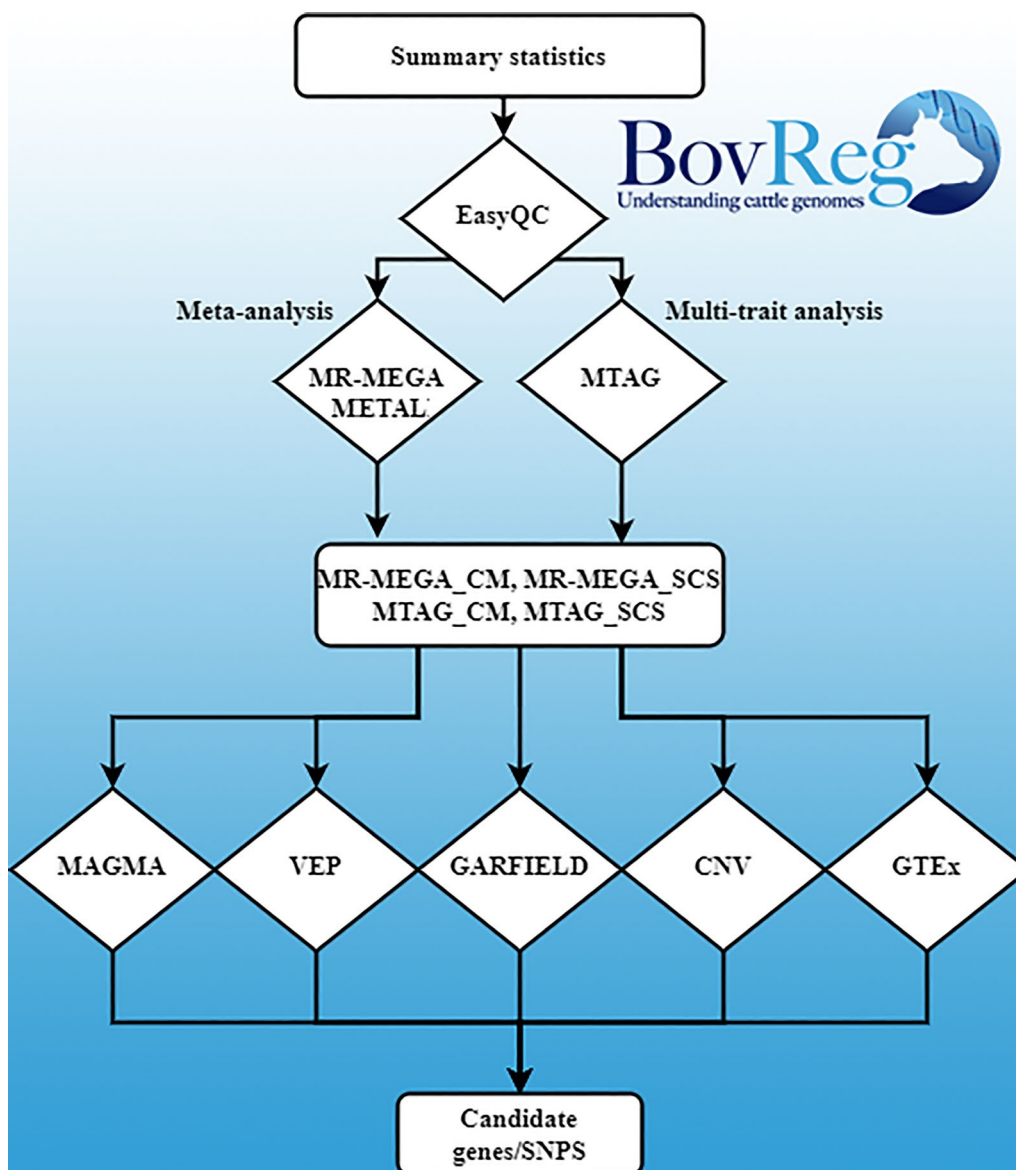 Summary statistics
BovReg
Understanding cattle genomes
EasyQC
Meta-analysis
Multi-trait analysis
MR-MEGA
METAL
MTAG
MR-MEGA_CM, MR-MEGA_SCS
MTAG_CM, MTAG_SCS
MAGMA
VEP
GARFIELD
CNV
GTEx
Candidate
genes/SNPS